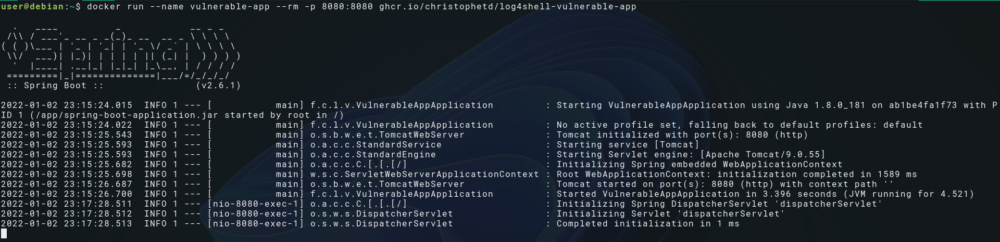 user@debian:~$ docker run --name vulnerable-app --rm -p 8080:8080 ghcr.io/christophetd/log4shell-vulnerable-app

  .   ____          _            __ _ _
 /\\ / ___'_ __ _ _(_)_ __  __ _ \ \ \ \
( ( )\___ | '_ | '_| | '_ \/ _` | \ \ \ \
 \\/  ___)| |_)| | | | | || (_| |  ) ) ) )
  '  |____| .__|_| |_|_| |_\__, | / / / /
 =========|_|==============|___/=/_/_/_/
 :: Spring Boot ::                (v2.6.1)

2022-01-02 23:15:24.015  INFO 1 --- [           main] f.c.l.v.VulnerableAppApplication         : Starting VulnerableAppApplication using Java 1.8.0_181 on ab1be4fa1f73 with P
ID 1 (/app/spring-boot-application.jar started by root in /)
2022-01-02 23:15:24.022  INFO 1 --- [           main] f.c.l.v.VulnerableAppApplication         : No active profile set, falling back to default profiles: default
2022-01-02 23:15:25.543  INFO 1 --- [           main] o.s.b.w.e.t.TomcatWebServer              : Tomcat initialized with port(s): 8080 (http)
2022-01-02 23:15:25.593  INFO 1 --- [           main] o.a.c.c.StandardService                  : Starting service [Tomcat]
2022-01-02 23:15:25.593  INFO 1 --- [           main] o.a.c.c.StandardEngine                   : Starting Servlet engine: [Apache Tomcat/9.0.55]
2022-01-02 23:15:25.682  INFO 1 --- [           main] o.a.c.c.C.[.[.[/]                        : Initializing Spring embedded WebApplicationContext
2022-01-02 23:15:25.698  INFO 1 --- [           main] w.s.c.ServletWebServerApplicationContext : Root WebApplicationContext: initialization completed in 1589 ms
2022-01-02 23:15:26.687  INFO 1 --- [           main] o.s.b.w.e.t.TomcatWebServer              : Tomcat started on port(s): 8080 (http) with context path ''
2022-01-02 23:15:26.700  INFO 1 --- [           main] f.c.l.v.VulnerableAppApplication         : Started VulnerableAppApplication in 3.396 seconds (JVM running for 4.521)
2022-01-02 23:17:28.511  INFO 1 --- [nio-8080-exec-1] o.a.c.c.C.[.[.[/]                        : Initializing Spring DispatcherServlet 'dispatcherServlet'
2022-01-02 23:17:28.512  INFO 1 --- [nio-8080-exec-1] o.s.w.s.DispatcherServlet                : Initializing Servlet 'dispatcherServlet'
2022-01-02 23:17:28.513  INFO 1 --- [nio-8080-exec-1] o.s.w.s.DispatcherServlet                : Completed initialization in 1 ms